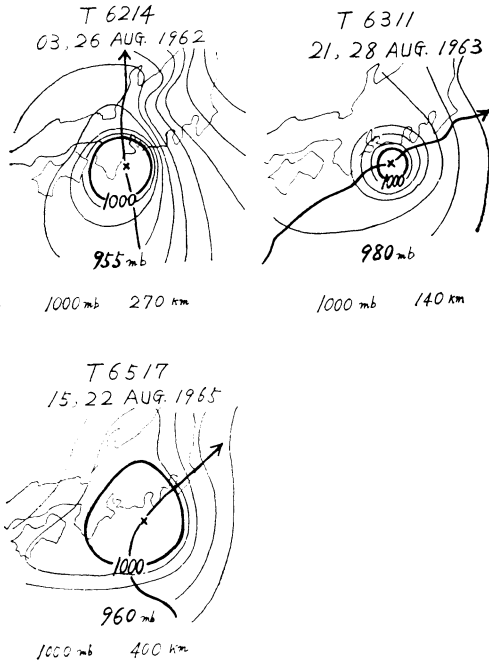 T 6214
03, 26 AUG. 1962
1000
955 mb
1000 mb 270 km
T 6311
21, 28 AUG. 1963
1000
980 mb
1000 mb 140 km
T 6517
15, 22 AUG. 1965
1000
960 mb
1000 mb 400 km